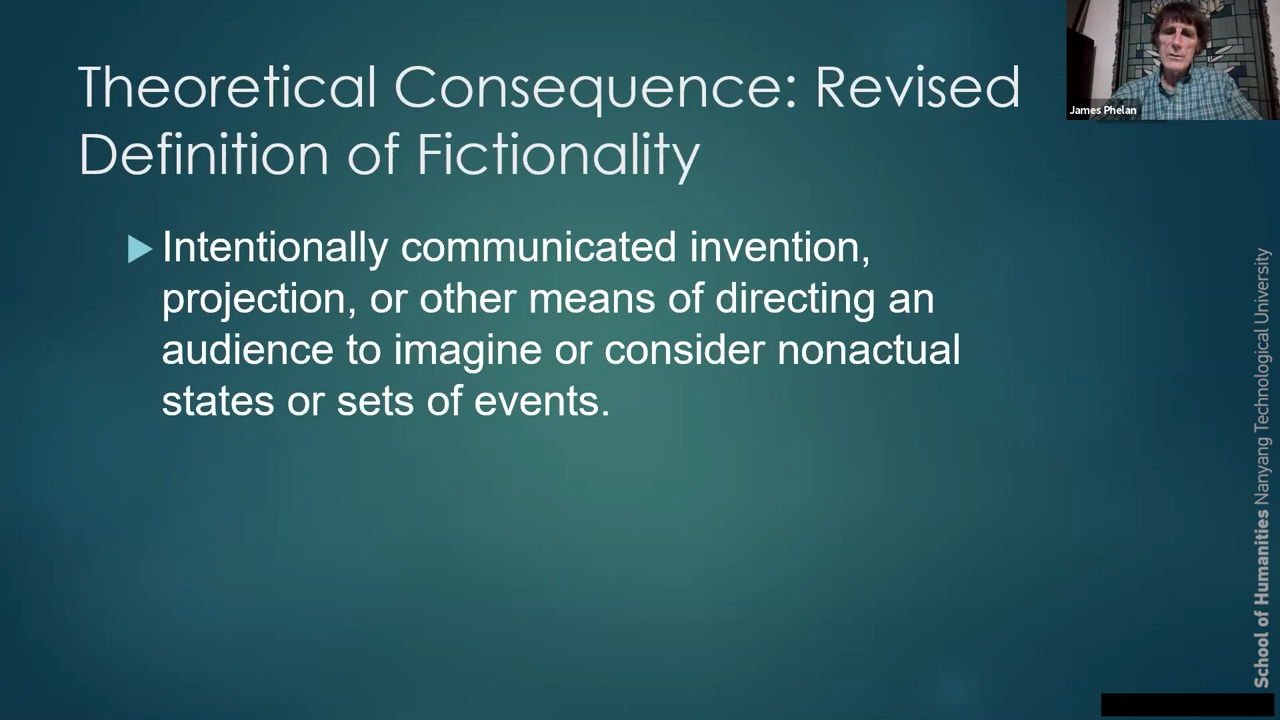 Theoretical Consequence: Revised
Definition of Fictionality
Intentionally communicated invention,
projection, or other means of directing an
audience to imagine or consider nonactual
states or sets of events.
James Phelan
School of Humanities Nanyang Technological University